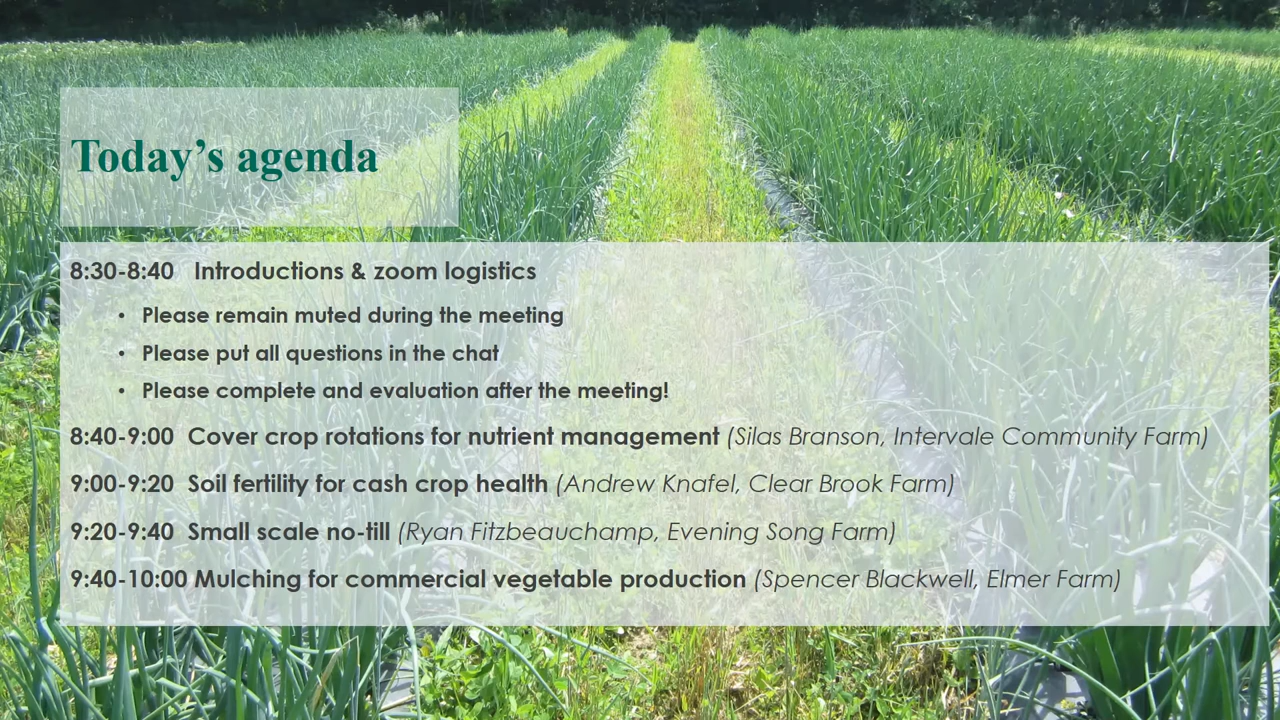 Today’s agenda
8:30-8:40 Introductions & zoom logistics
• Please remain muted during the meeting
• Please put all questions in the chat
• Please complete and evaluation after the meeting!
8:40-9:00 Cover crop rotations for nutrient management (Silas Branson, Intervale Community Farm)
9:00-9:20 Soil fertility for cash crop health (Andrew Knafel, Clear Brook Farm)
9:20-9:40 Small scale no-till (Ryan Fitzbeauchamp, Evening Song Farm)
9:40-10:00 Mulching for commercial vegetable production (Spencer Blackwell, Elmer Farm)